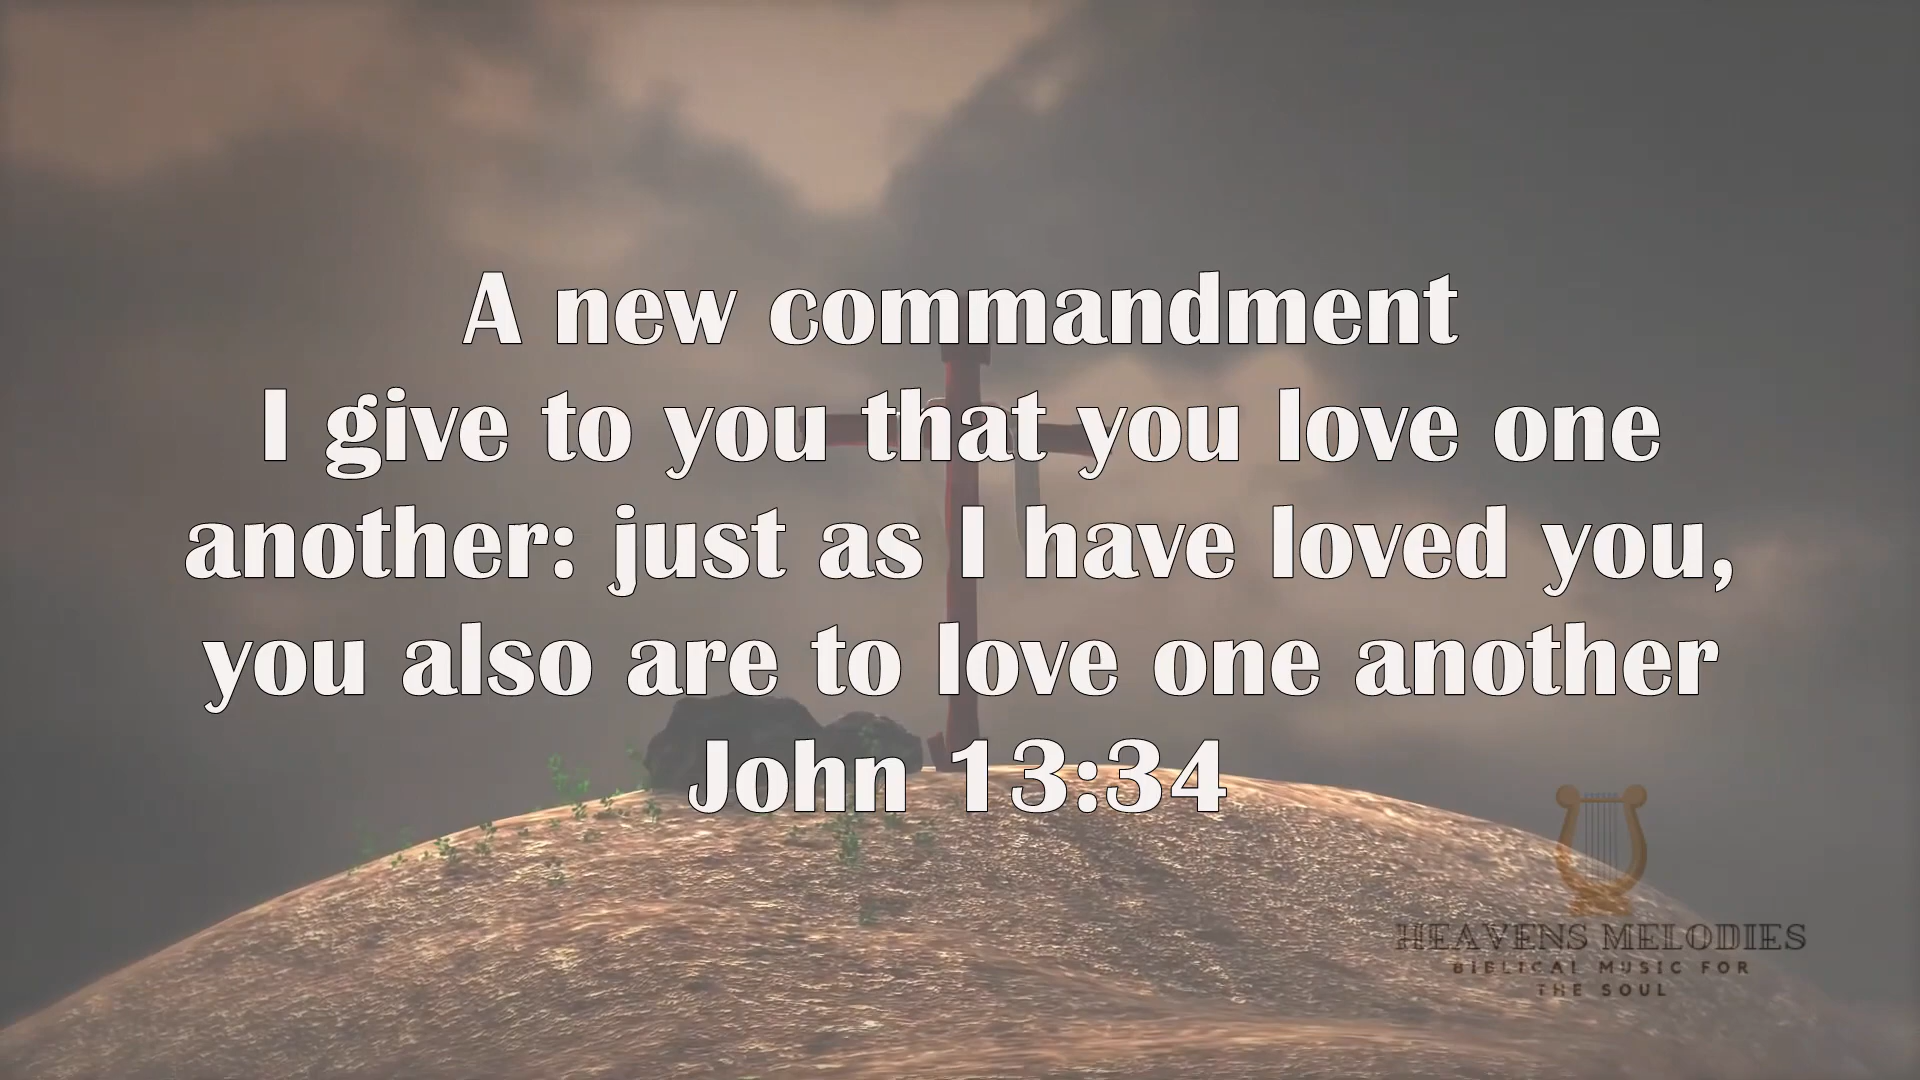 A new commandment
I give to you that you love one
another: just as I have loved you,
you also are to love one another
John 13:34
HEAVENS MELODIES
BIBLICAL MUSIC FOR
THE SOUL